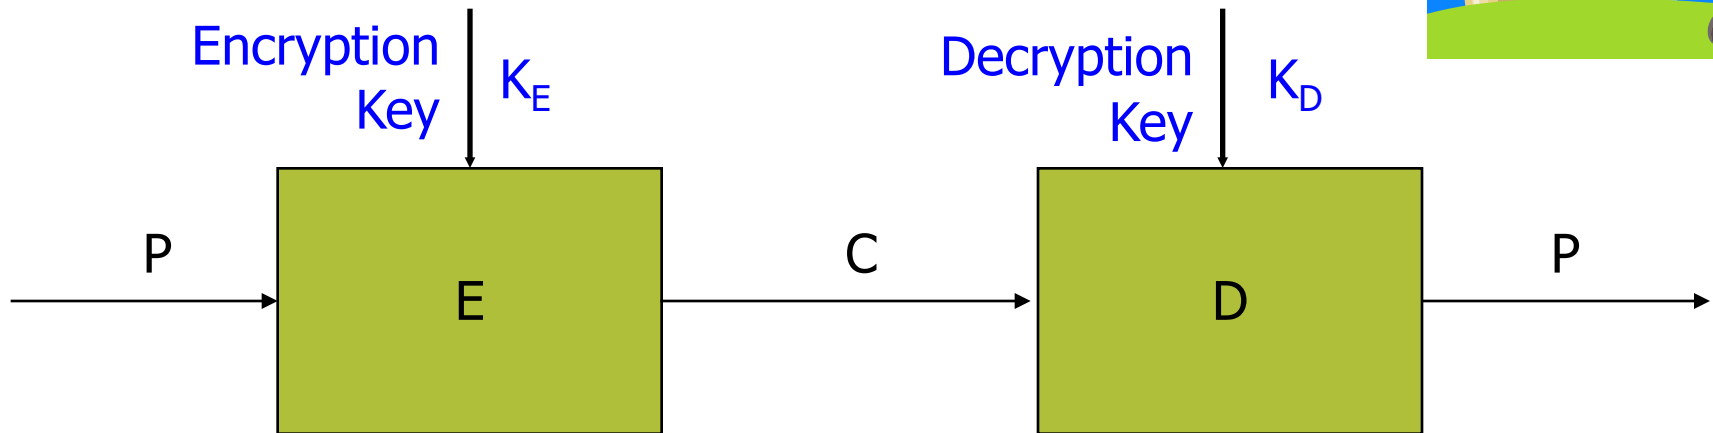 Encryption
Key
K_E
Decryption
Key
K_D
P
E
C
D
P